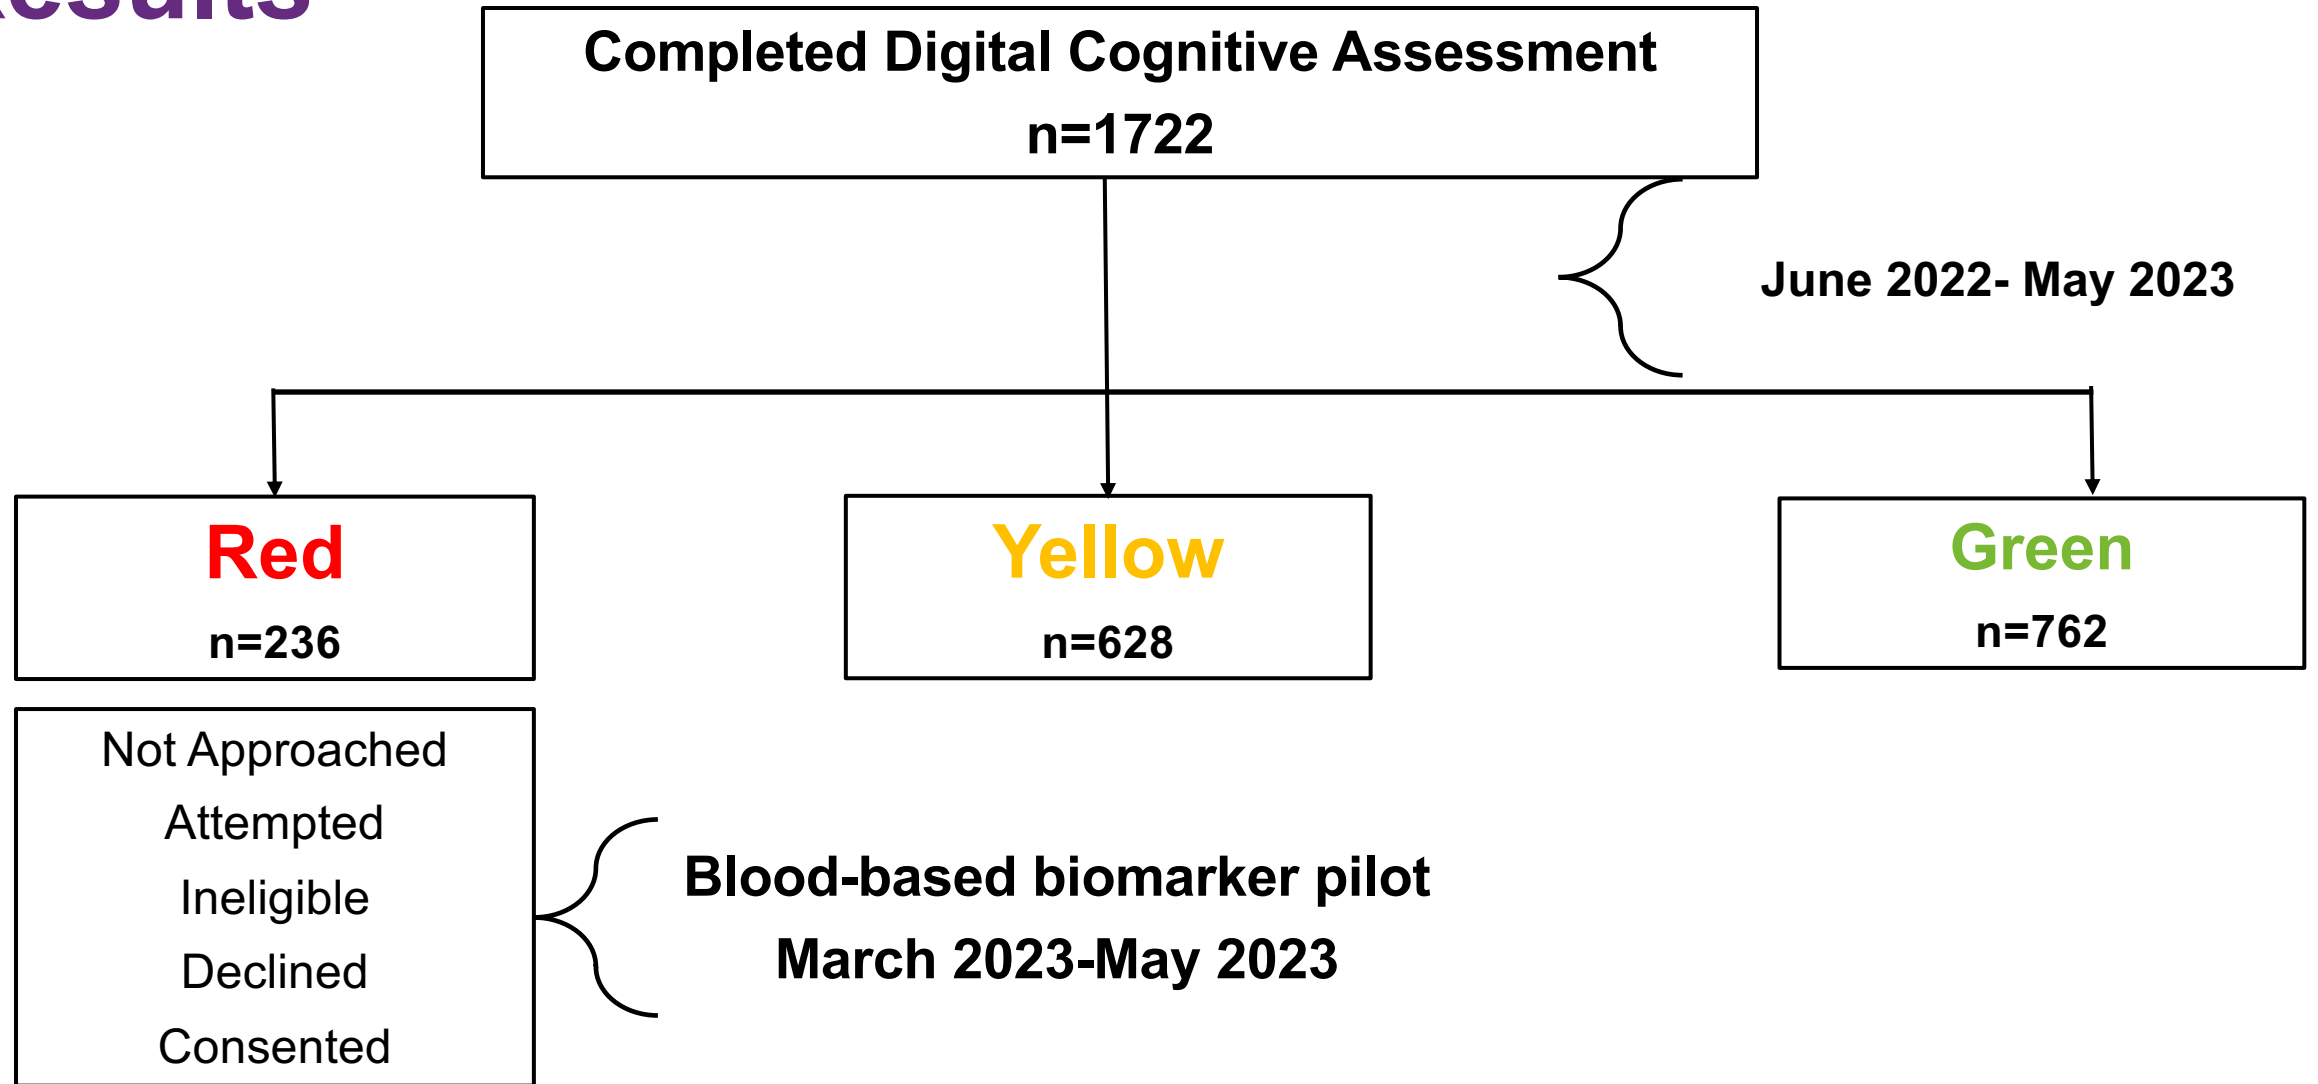 Results
Completed Digital Cognitive Assessment
n=1722
June 2022- May 2023
Red
n=236
Yellow
n=628
Green
n=762
Not Approached
Attempted
Ineligible
Declined
Consented
Blood-based biomarker pilot
March 2023-May 2023